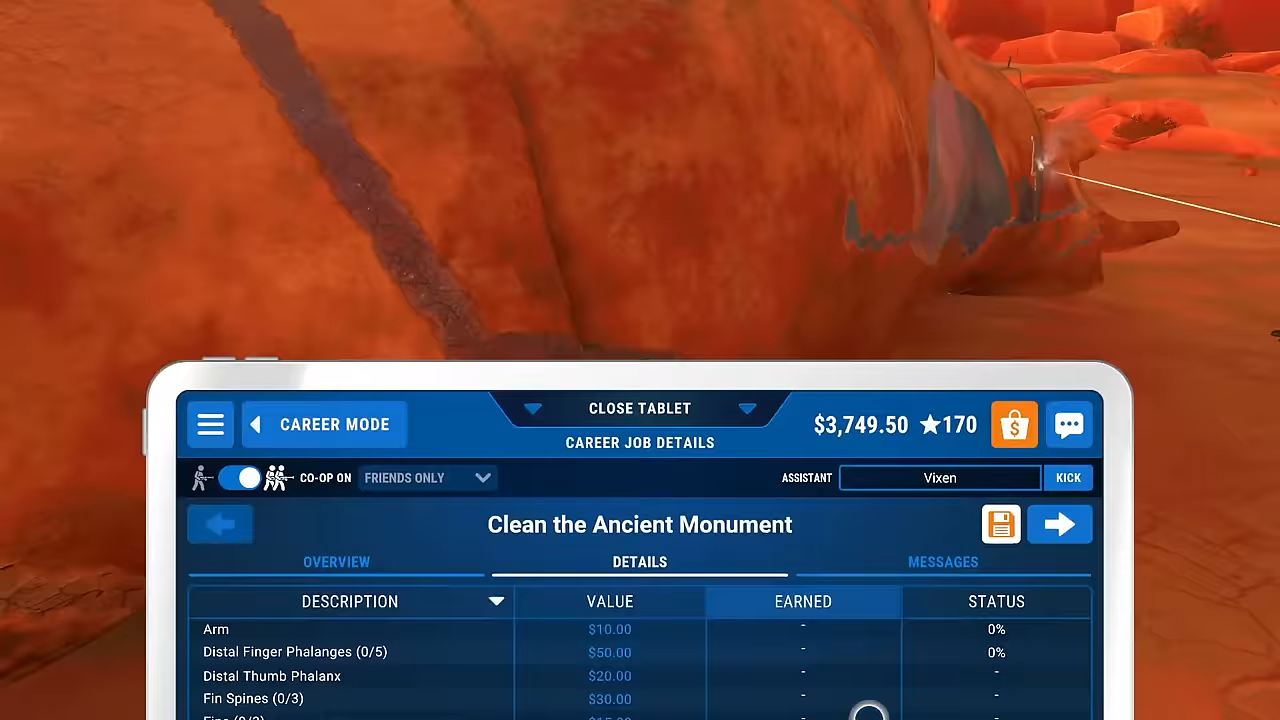 CLOSE TABLET
CAREER MODE
$3,749.50 ★170
CAREER JOB DETAILS
CO-OP ON FRIENDS ONLY ASSISTANT Vixen KICK
Clean the Ancient Monument
OVERVIEW DETAILS MESSAGES
DESCRIPTION VALUE EARNED STATUS
Arm $10.00 - 0%
Distal Finger Phalanges (0/5) $50.00 - 0%
Distal Thumb Phalanx $20.00 - -
Fin Spines (0/3) $30.00 - -